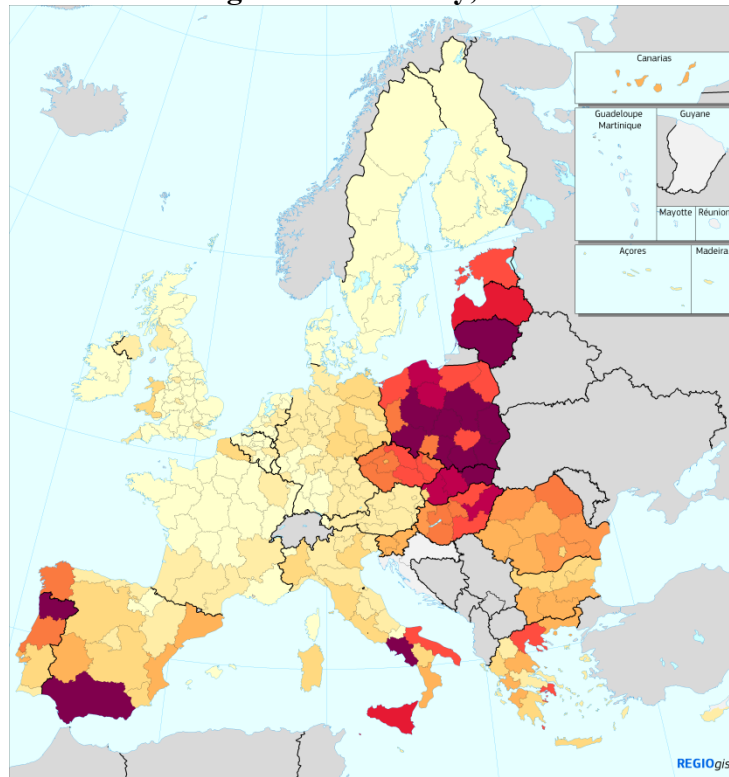 Canarias
Guadeloupe
Martinique
Guyane
Mayotte
Réunion
Açores
Madeira
REGIOgis